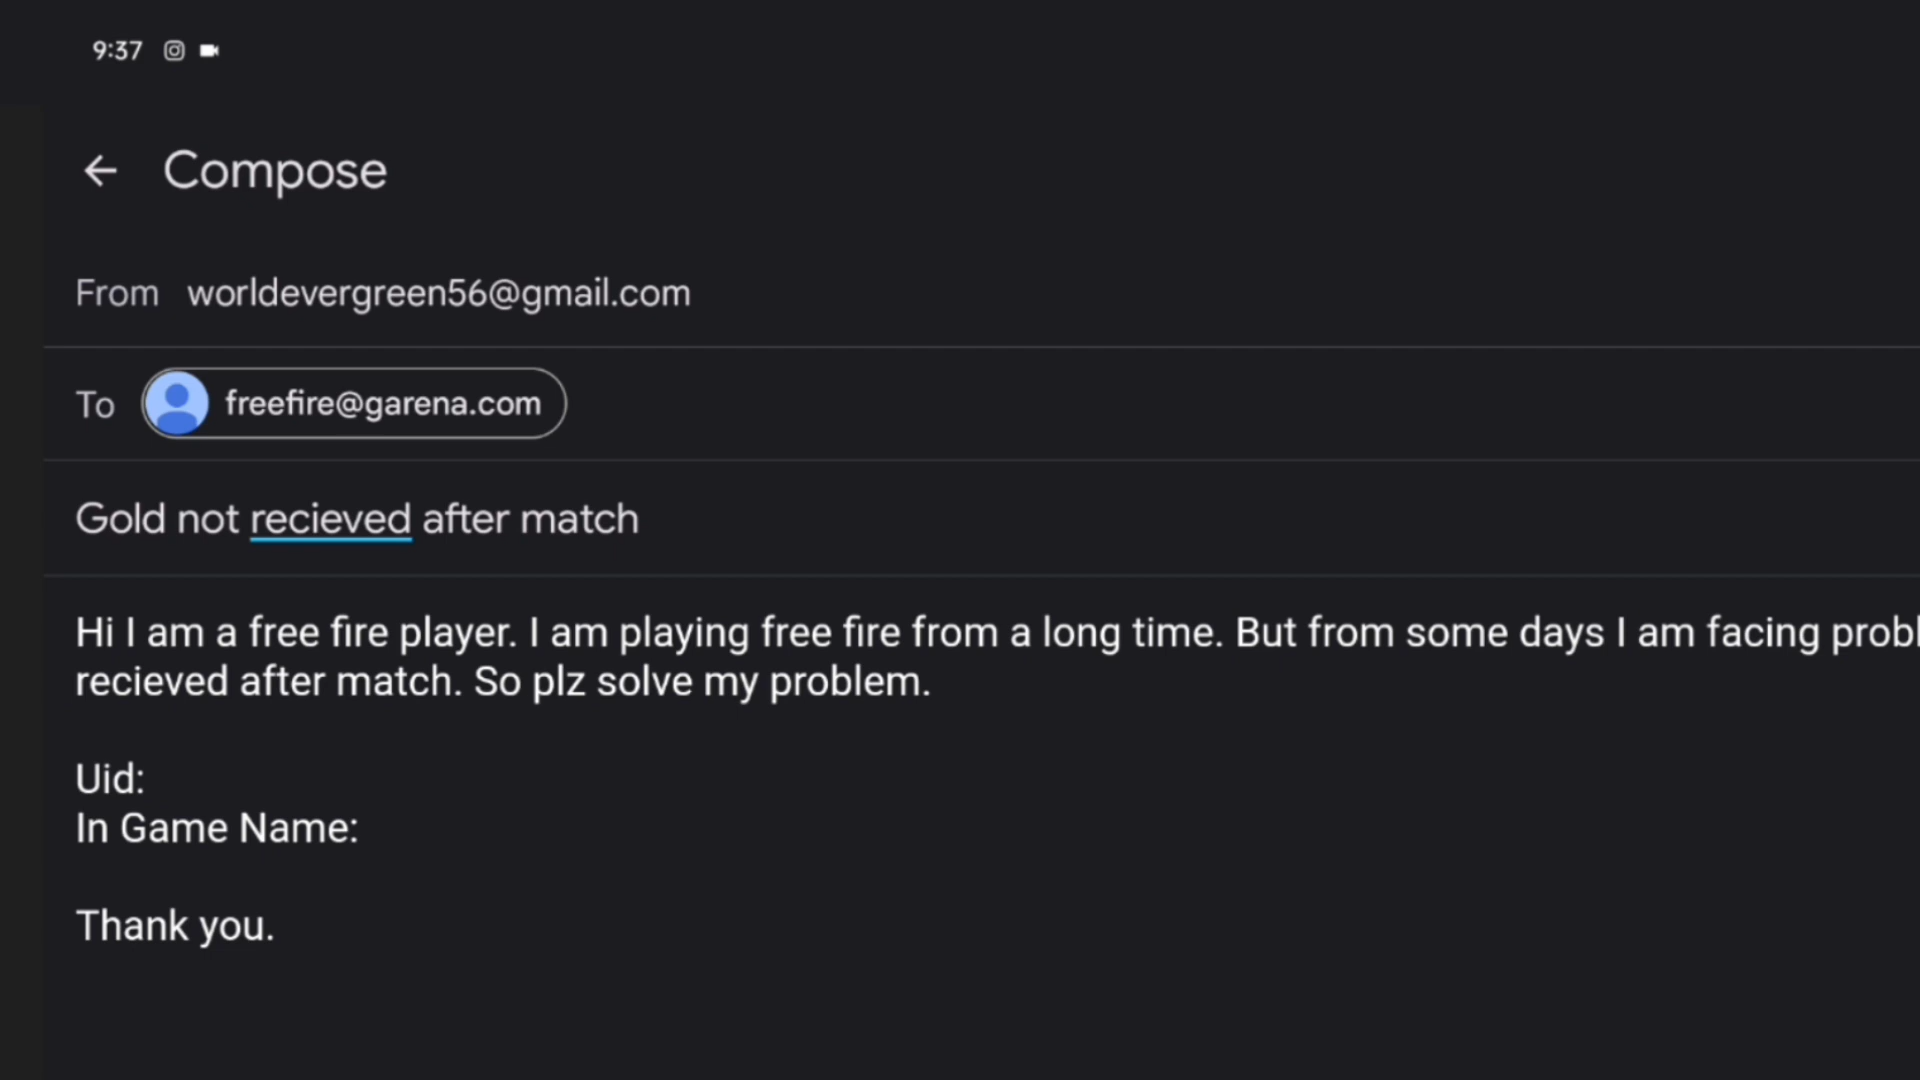 9:37
Compose
From worldevergreen56@gmail.com
To freefire@garena.com
Gold not recieved after match
Hi I am a free fire player. I am playing free fire from a long time. But from some days I am facing
recieved after match. So plz solve my problem.
Uid:
In Game Name:
Thank you.